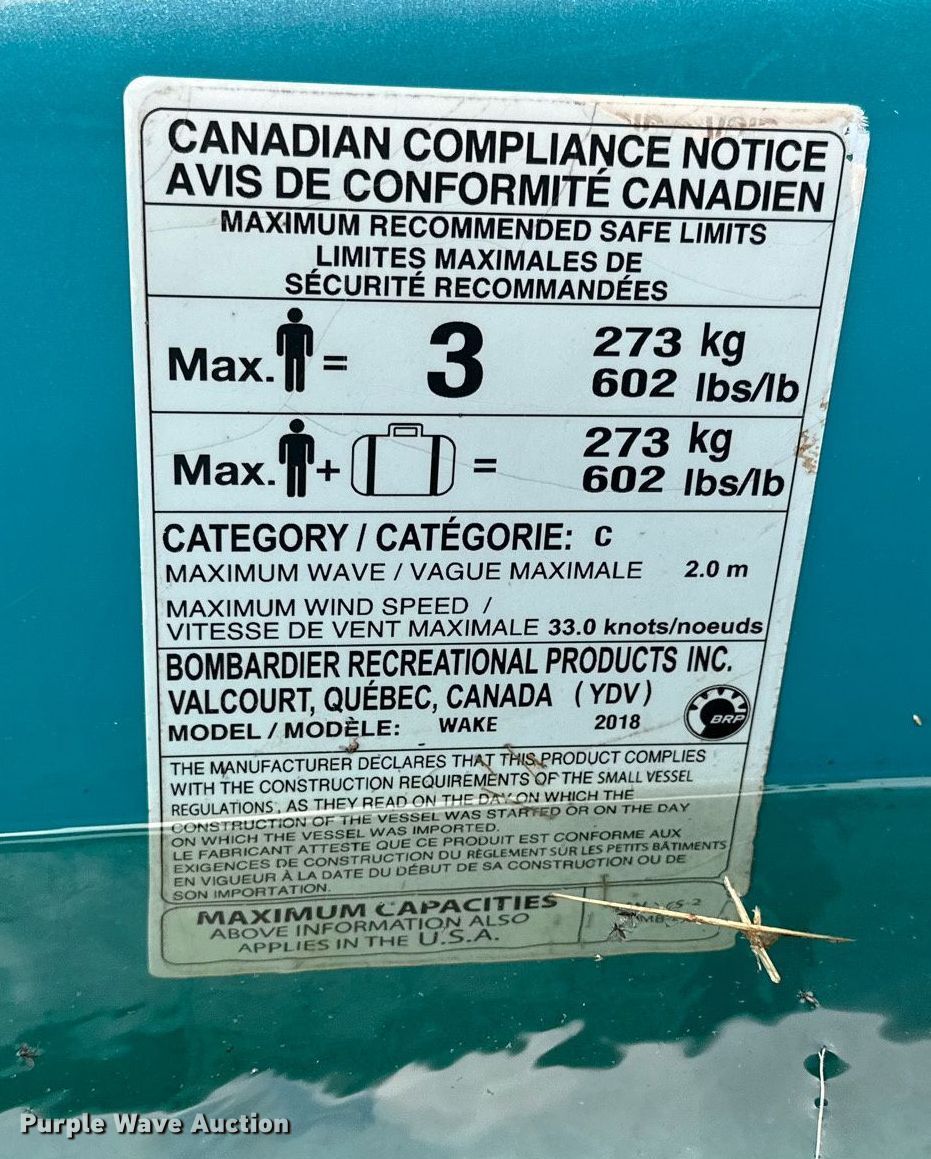 CANADIAN COMPLIANCE NOTICE
AVIS DE CONFORMITÉ CANADIEN
MAXIMUM RECOMMENDED SAFE LIMITS
LIMITES MAXIMALES DE
SÉCURITÉ RECOMMANDÉES
Max. = 3 273 kg
602 lbs/lb
Max. + = 273 kg
602 lbs/lb
CATEGORY / CATÉGORIE: C
MAXIMUM WAVE / VAGUE MAXIMALE 2.0 m
MAXIMUM WIND SPEED /
VITESSE DE VENT MAXIMALE 33.0 knots/noeuds
BOMBARDIER RECREATIONAL PRODUCTS INC.
VALCOURT, QUÉBEC, CANADA (YDV)
MODEL / MODÈLE: WAKE 2018
BRP
THE MANUFACTURER DECLARES THAT THIS PRODUCT COMPLIES
WITH THE CONSTRUCTION REQUIREMENTS OF THE SMALL VESSEL
REGULATIONS, AS THEY READ ON THE DAY ON WHICH THE
CONSTRUCTION OF THE VESSEL WAS STARTED OR ON THE DAY
ON WHICH THE VESSEL WAS IMPORTED.
LE FABRICANT ATTESTE QUE CE PRODUIT EST CONFORME AUX
EXIGENCES DE CONSTRUCTION DU RÈGLEMENT SUR LES PETITS BÂTIMENTS
EN VIGUEUR À LA DATE DU DÉBUT DE SA CONSTRUCTION OU DE
SON IMPORTATION.
MAXIMUM CAPACITIES
ABOVE INFORMATION ALSO
APPLIES IN THE U.S.A.
Purple Wave Auction